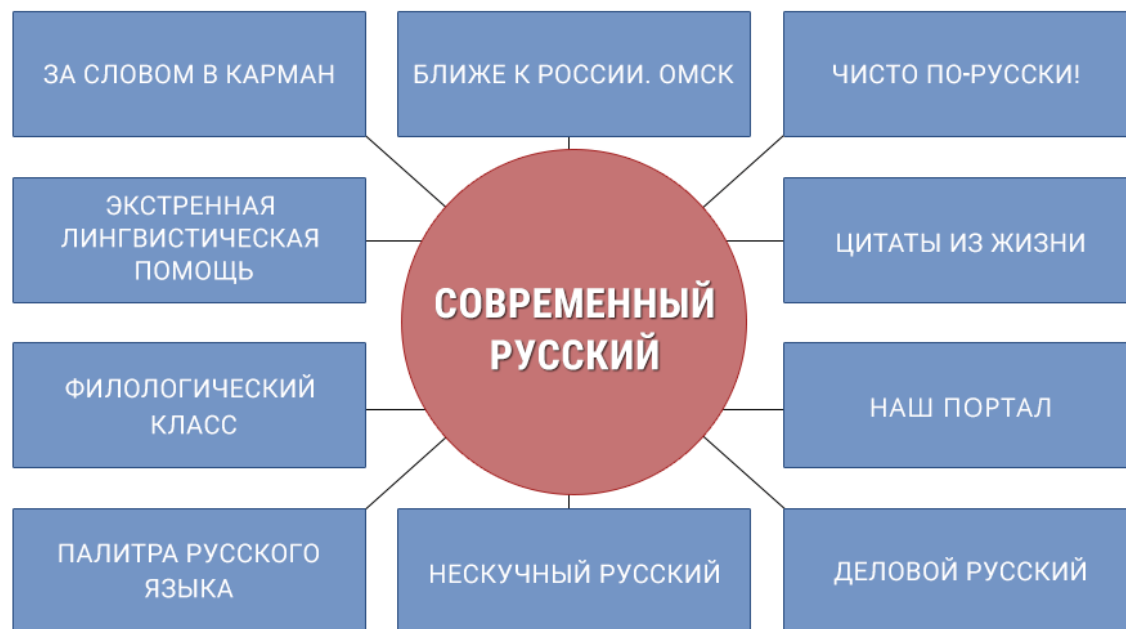 ЗА СЛОВОМ В КАРМАН
БЛИЖЕ К РОССИИ. ОМСК
ЧИСТО ПО-РУССКИ!
ЭКСТРЕННАЯ
ЛИНГВИСТИЧЕСКАЯ
ПОМОЩЬ
ЦИТАТЫ ИЗ ЖИЗНИ
СОВРЕМЕННЫЙ
РУССКИЙ
ФИЛОЛОГИЧЕСКИЙ
КЛАСС
НАШ ПОРТАЛ
ПАЛИТРА РУССКОГО
ЯЗЫКА
НЕСКУЧНЫЙ РУССКИЙ
ДЕЛОВОЙ РУССКИЙ